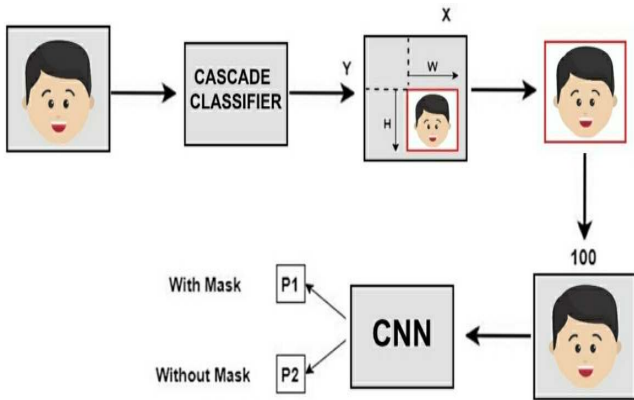 X
CASCADE
CLASSIFIER
Y
W
H
100
With Mask
P1
CNN
Without Mask
P2